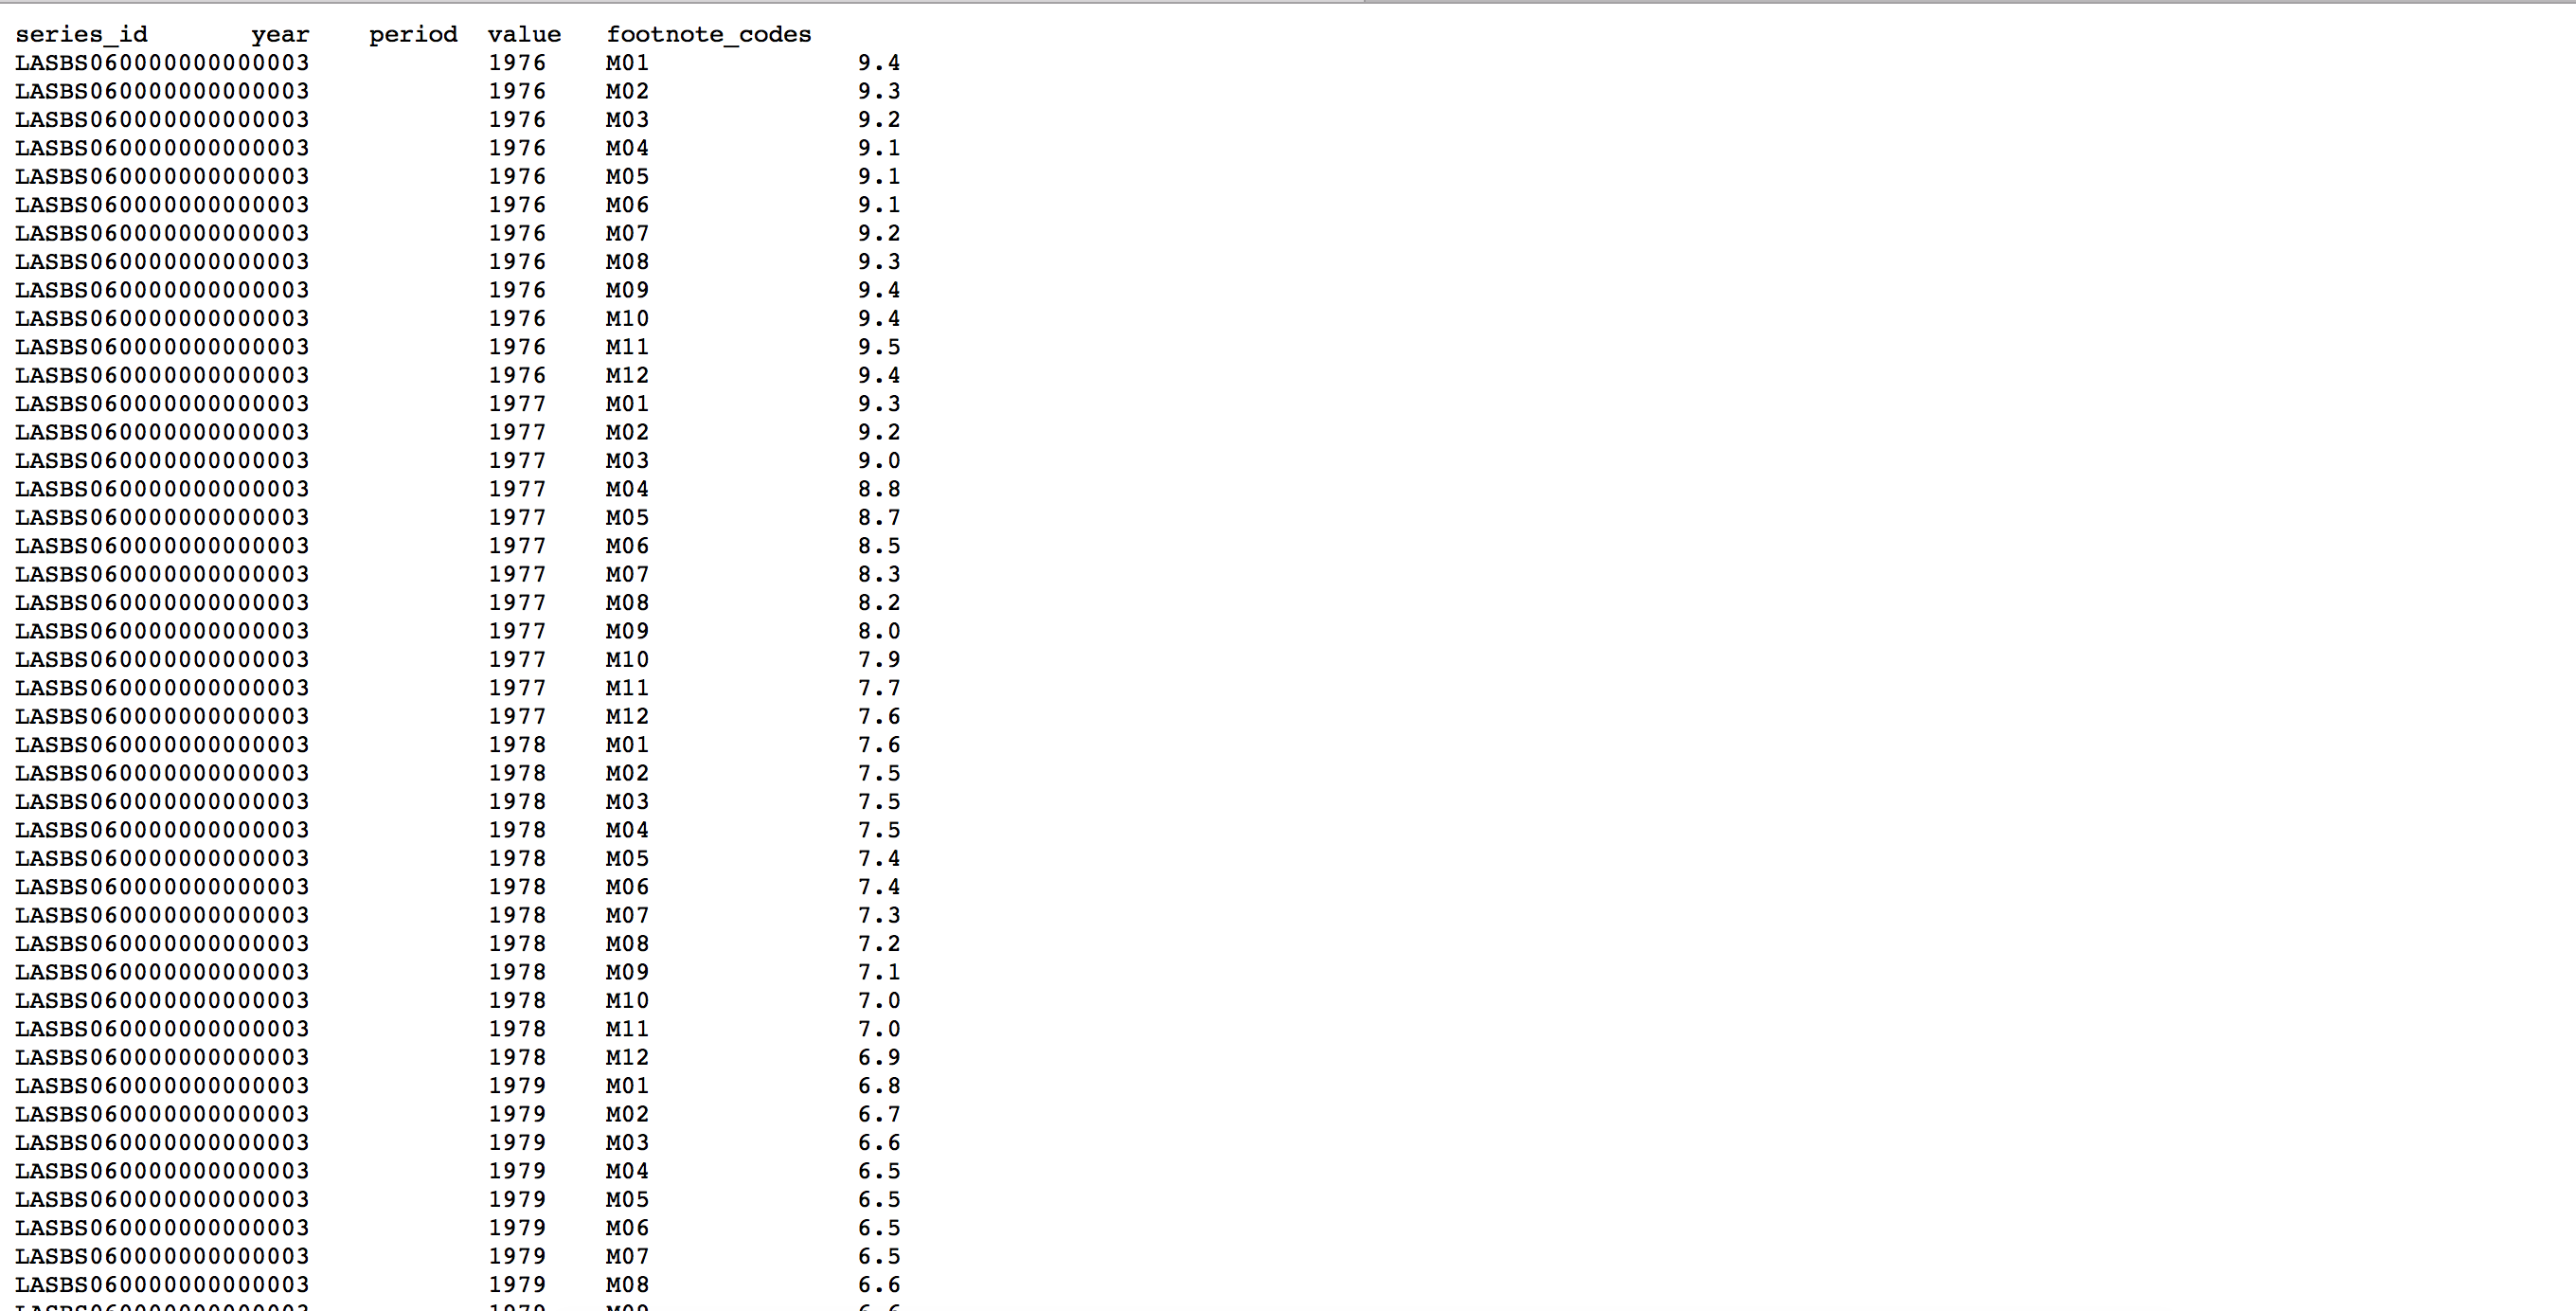 series_id year period value footnote_codes
LASBS060000000000003 1976 M01 9.4
LASBS060000000000003 1976 M02 9.3
LASBS060000000000003 1976 M03 9.2
LASBS060000000000003 1976 M04 9.1
LASBS060000000000003 1976 M05 9.1
LASBS060000000000003 1976 M06 9.1
LASBS060000000000003 1976 M07 9.2
LASBS060000000000003 1976 M08 9.3
LASBS060000000000003 1976 M09 9.4
LASBS060000000000003 1976 M10 9.4
LASBS060000000000003 1976 M11 9.5
LASBS060000000000003 1976 M12 9.4
LASBS060000000000003 1977 M01 9.3
LASBS060000000000003 1977 M02 9.2
LASBS060000000000003 1977 M03 9.0
LASBS060000000000003 1977 M04 8.8
LASBS060000000000003 1977 M05 8.7
LASBS060000000000003 1977 M06 8.5
LASBS060000000000003 1977 M07 8.3
LASBS060000000000003 1977 M08 8.2
LASBS060000000000003 1977 M09 8.0
LASBS060000000000003 1977 M10 7.9
LASBS060000000000003 1977 M11 7.7
LASBS060000000000003 1977 M12 7.6
LASBS060000000000003 1978 M01 7.6
LASBS060000000000003 1978 M02 7.5
LASBS060000000000003 1978 M03 7.5
LASBS060000000000003 1978 M04 7.5
LASBS060000000000003 1978 M05 7.4
LASBS060000000000003 1978 M06 7.4
LASBS060000000000003 1978 M07 7.3
LASBS060000000000003 1978 M08 7.2
LASBS060000000000003 1978 M09 7.1
LASBS060000000000003 1978 M10 7.0
LASBS060000000000003 1978 M11 7.0
LASBS060000000000003 1978 M12 6.9
LASBS060000000000003 1979 M01 6.8
LASBS060000000000003 1979 M02 6.7
LASBS060000000000003 1979 M03 6.6
LASBS060000000000003 1979 M04 6.5
LASBS060000000000003 1979 M05 6.5
LASBS060000000000003 1979 M06 6.5
LASBS060000000000003 1979 M07 6.5
LASBS060000000000003 1979 M08 6.6